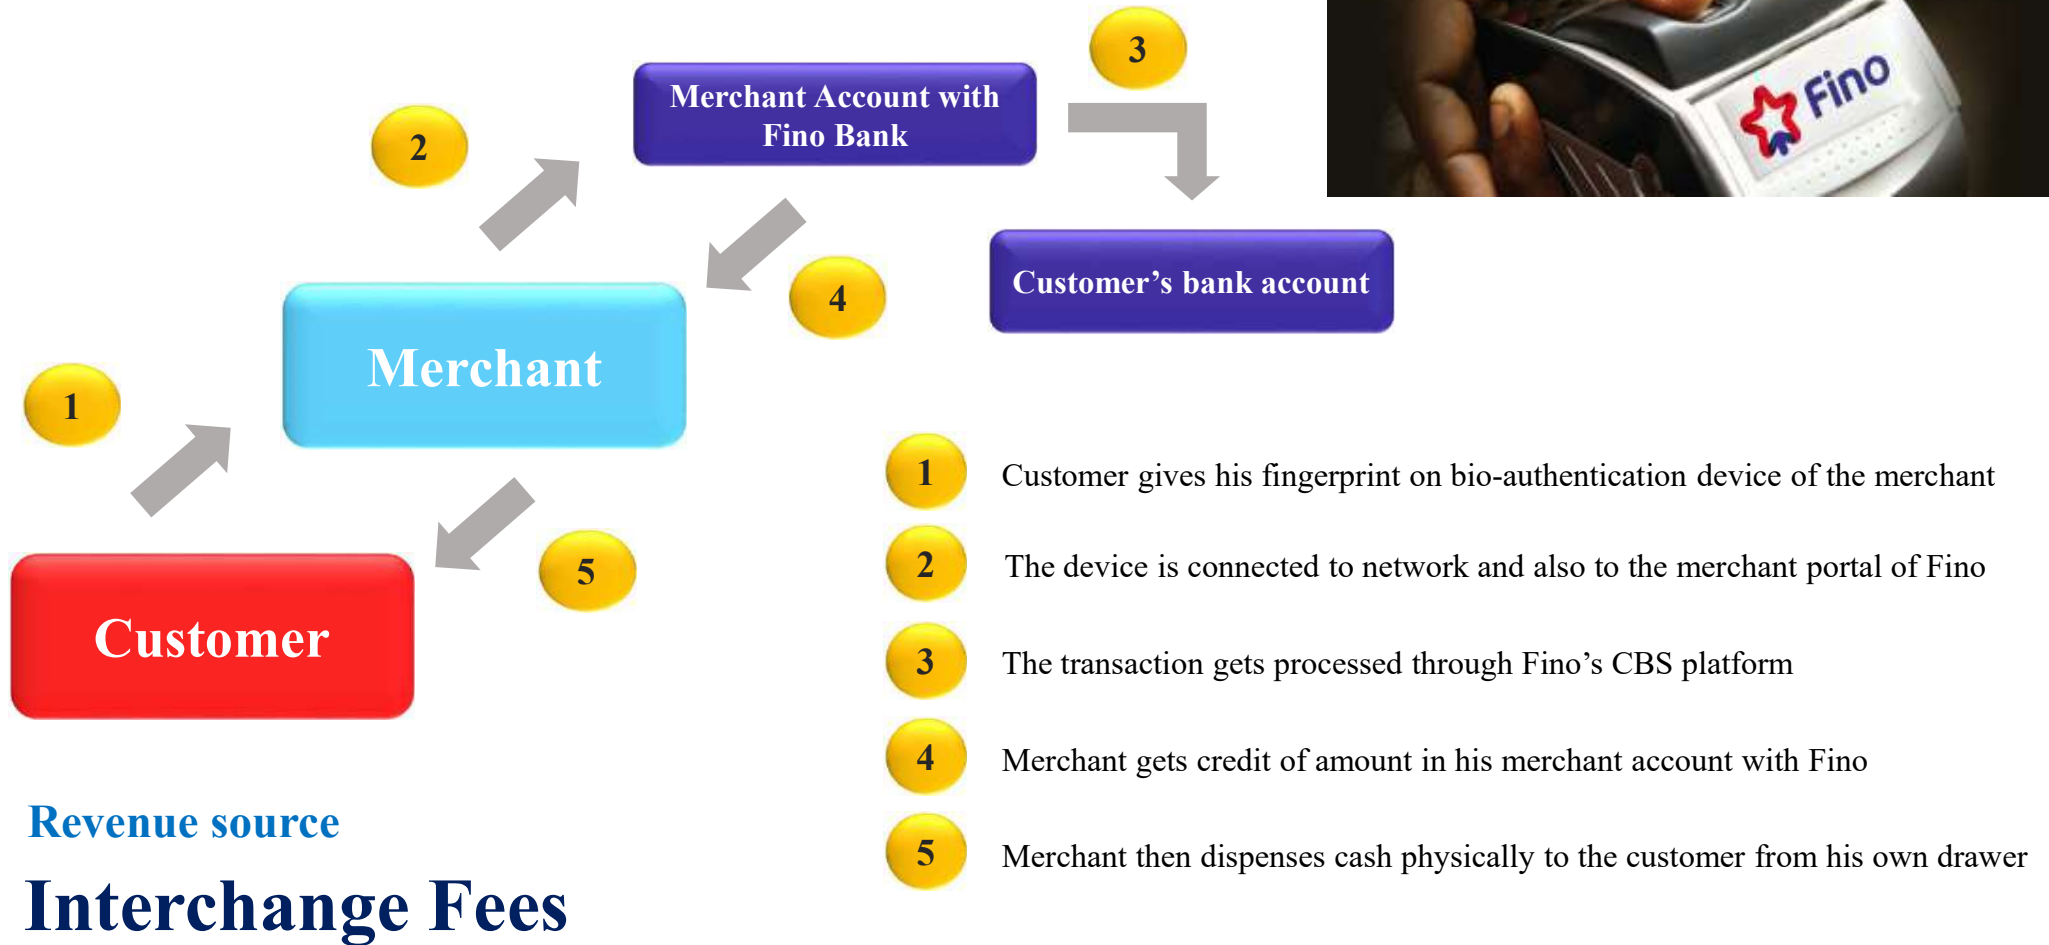 3
Merchant Account with
Fino Bank
Fino
2
Customer’s bank account
4
Merchant
1
5
Customer
1 Customer gives his fingerprint on bio-authentication device of the merchant
2 The device is connected to network and also to the merchant portal of Fino
3 The transaction gets processed through Fino’s CBS platform
4 Merchant gets credit of amount in his merchant account with Fino
5 Merchant then dispenses cash physically to the customer from his own drawer
Revenue source
Interchange Fees